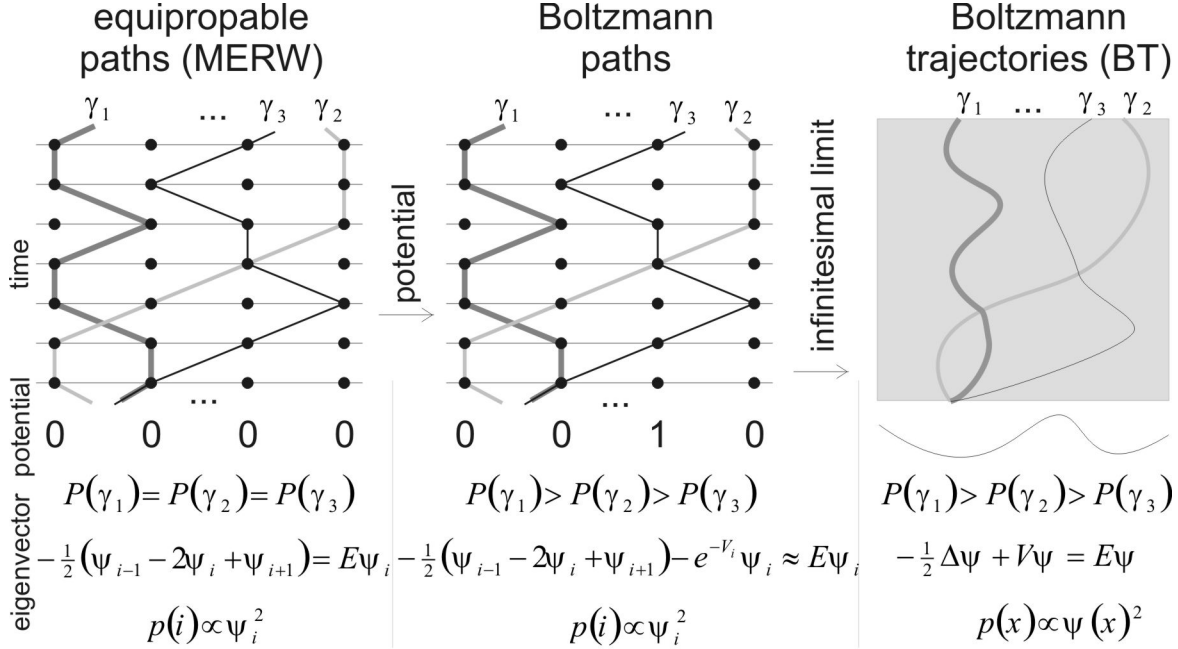 equipropable
paths (MERW)
Boltzmann
paths
Boltzmann
trajectories (BT)
γ₁ ... γ₃ γ₂
γ₁ ... γ₃ γ₂
γ₁ ... γ₃ γ₂
time
potential
infinitesimal limit
...
...
potential
0 0 0 0
0 0 1 0
eigenvector
P(γ₁)= P(γ₂)= P(γ₃)
P(γ₁)> P(γ₂)> P(γ₃)
P(γ₁)> P(γ₂)> P(γ₃)
-½(ψᵢ₋₁ − 2ψᵢ + ψᵢ₊₁)= Eψᵢ
-½(ψᵢ₋₁ − 2ψᵢ + ψᵢ₊₁)− e^{-Vᵢ} ψᵢ ≈ Eψᵢ
-½Δψ + Vψ = Eψ
p(i)∝ψᵢ²
p(i)∝ψᵢ²
p(x)∝ψ(x)²